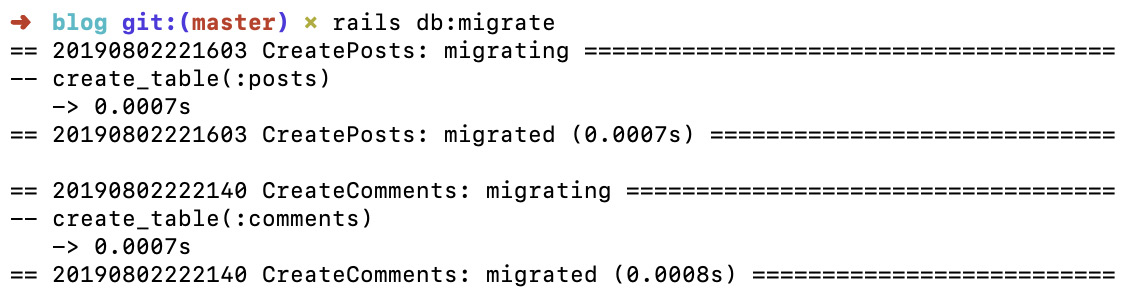 ➜  blog git:(master) ✗ rails db:migrate
== 20190802221603 CreatePosts: migrating ======================================
-- create_table(:posts)
   -> 0.0007s
== 20190802221603 CreatePosts: migrated (0.0007s) =============================

== 20190802222140 CreateComments: migrating ===================================
-- create_table(:comments)
   -> 0.0007s
== 20190802222140 CreateComments: migrated (0.0008s) ==========================